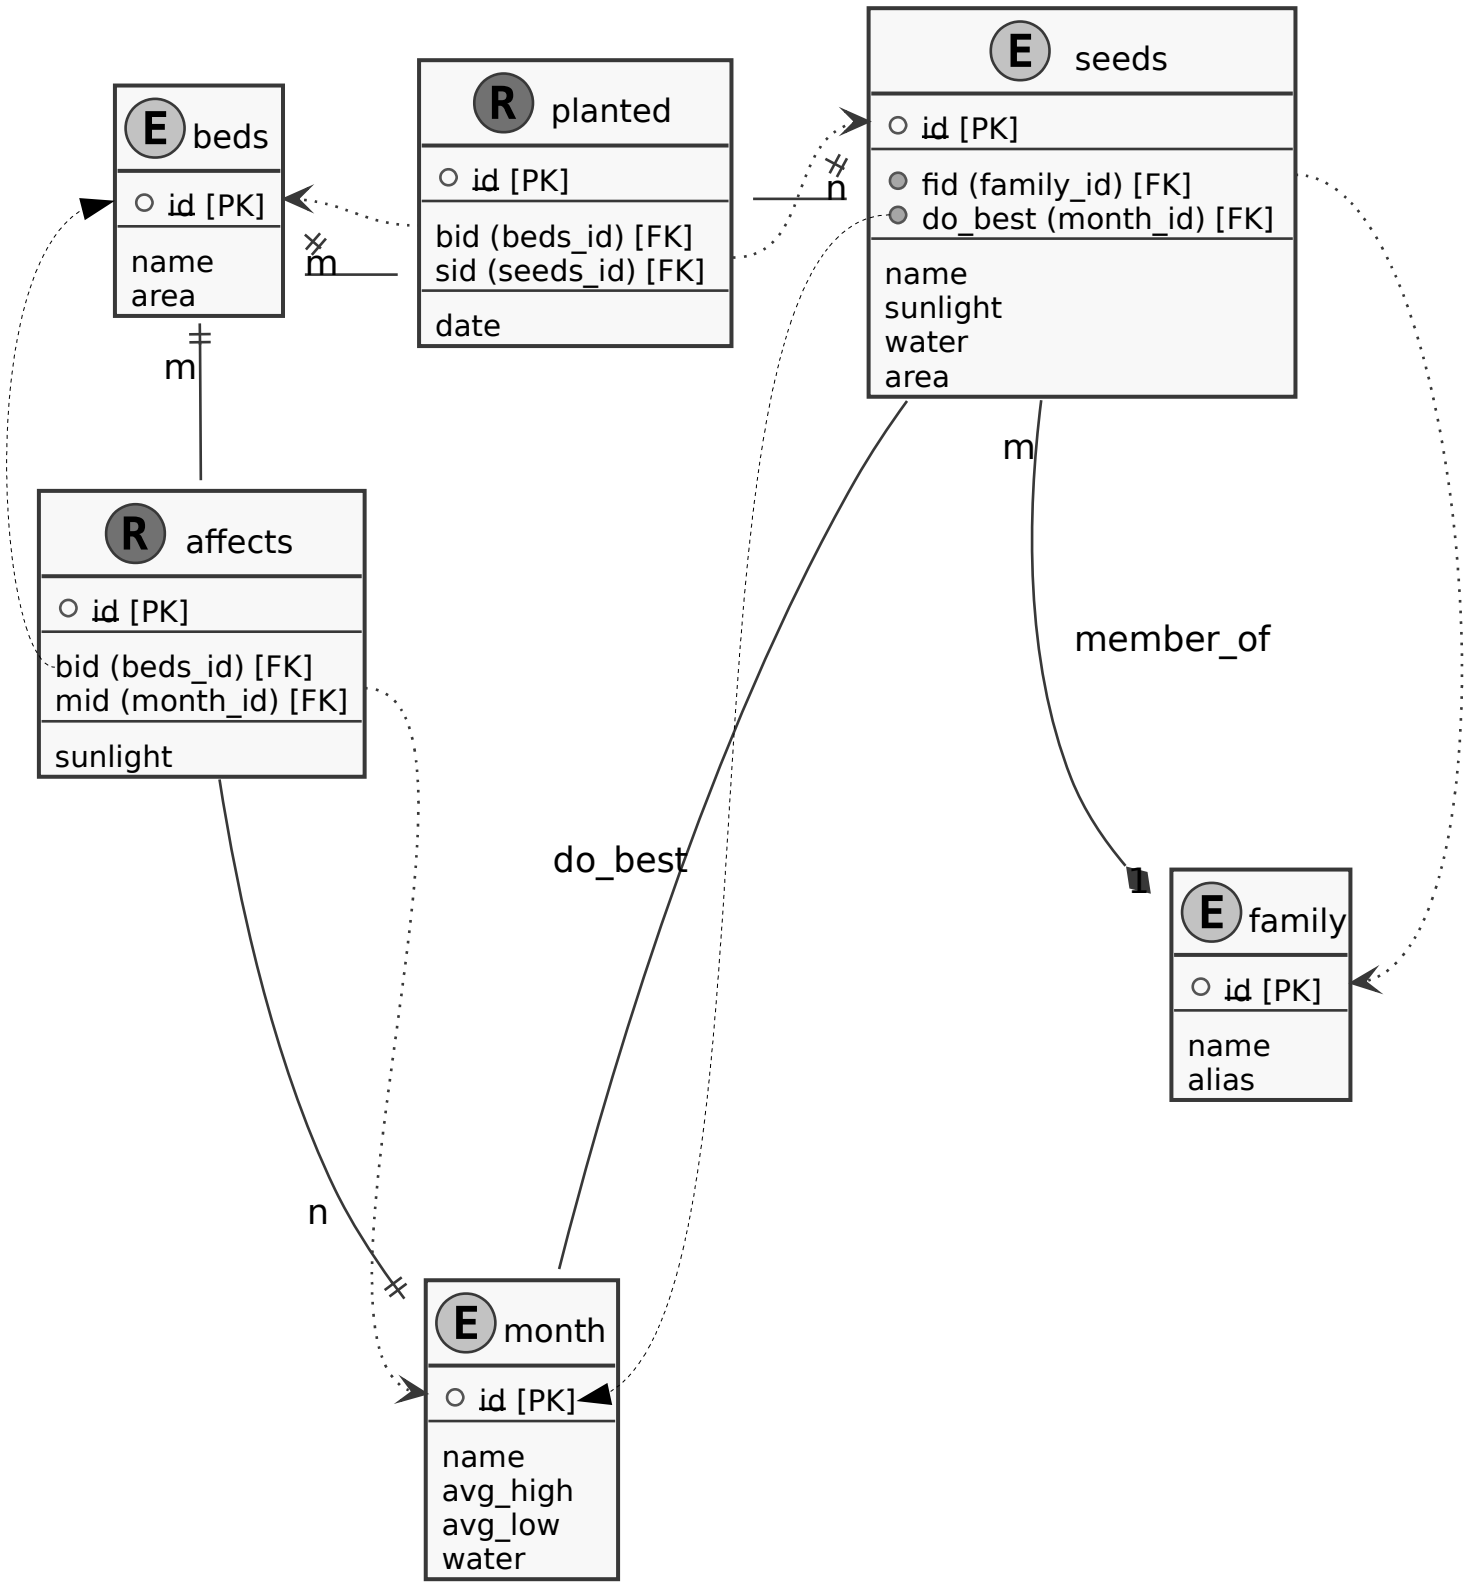 E beds
id [PK]
name
area
m
R planted
id [PK]
bid (beds_id) [FK]
sid (seeds_id) [FK]
date
m
n
E seeds
id [PK]
fid (family_id) [FK]
do_best (month_id) [FK]
name
sunlight
water
area
m
R affects
id [PK]
bid (beds_id) [FK]
mid (month_id) [FK]
sunlight
member_of
do_best
1
E family
id [PK]
name
alias
n
E month
id [PK]
name
avg_high
avg_low
water